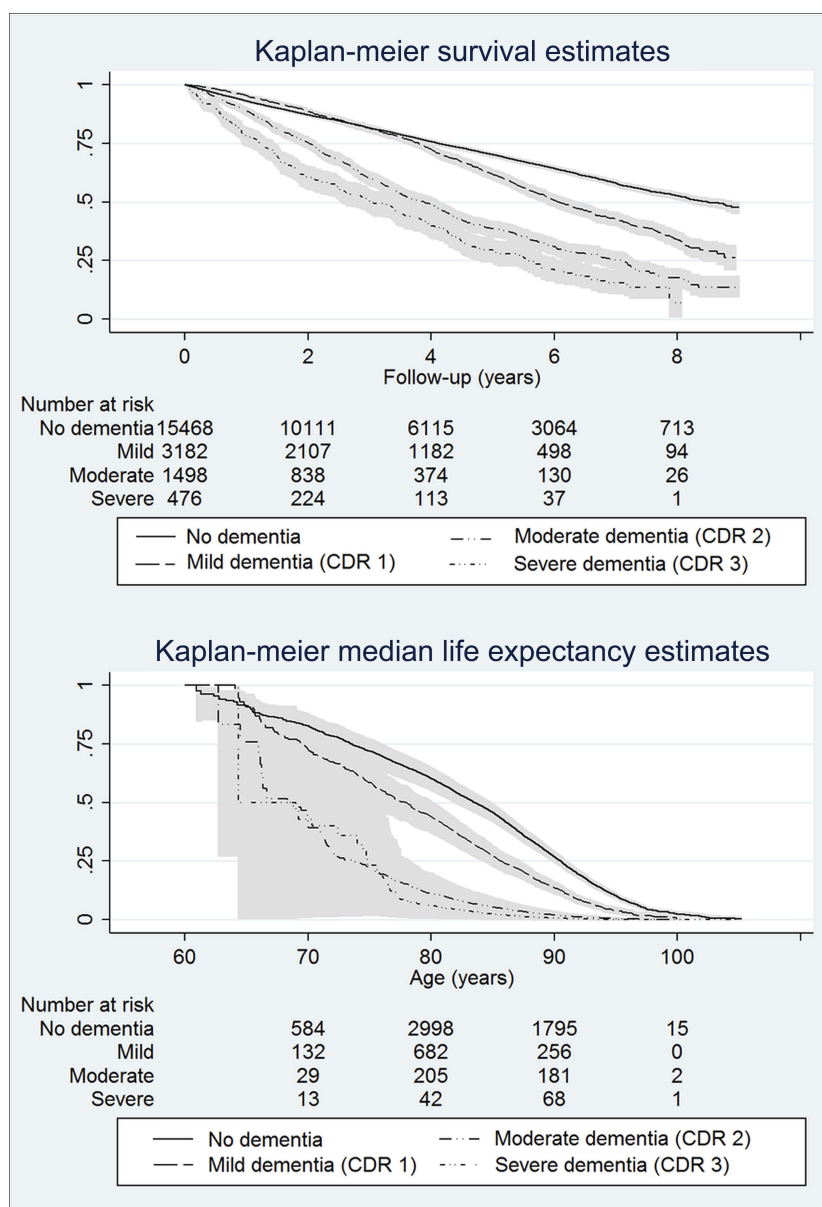 Kaplan-meier survival estimates
1
.75
.5
.25
0
0 2 4 6 8
Follow-up (years)
Number at risk
No dementia 15468 10111 6115 3064 713
Mild 3182 2107 1182 498 94
Moderate 1498 838 374 130 26
Severe 476 224 113 37 1
No dementia Moderate dementia (CDR 2)
Mild dementia (CDR 1) Severe dementia (CDR 3)
Kaplan-meier median life expectancy estimates
1
.75
.5
.25
0
60 70 80 90 100
Age (years)
Number at risk
No dementia 584 2998 1795 15
Mild 132 682 256 0
Moderate 29 205 181 2
Severe 13 42 68 1
No dementia Moderate dementia (CDR 2)
Mild dementia (CDR 1) Severe dementia (CDR 3)